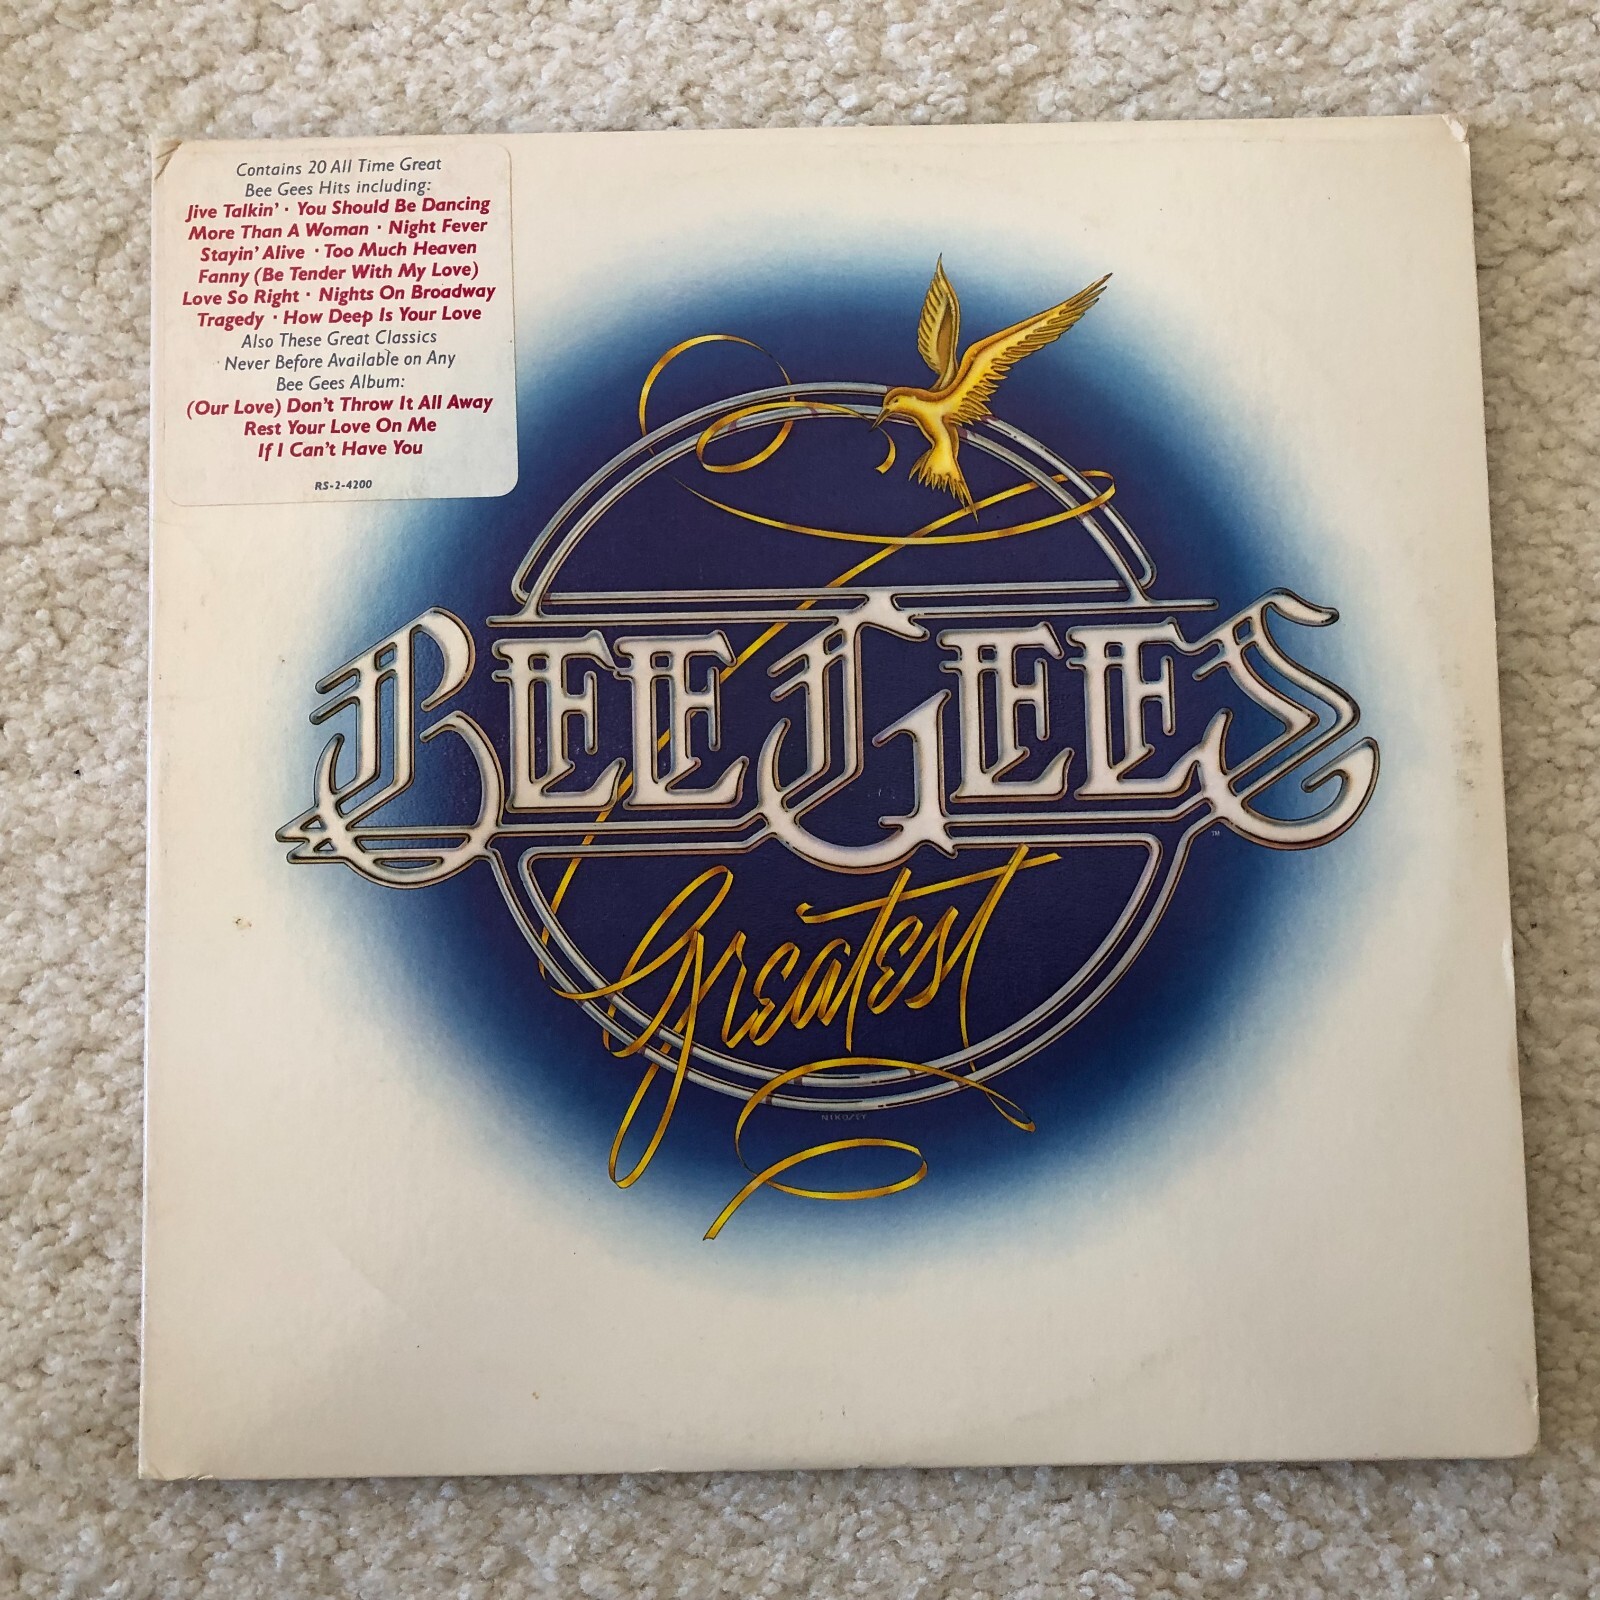 Contains 20 All Time Great
Bee Gees Hits including:
Jive Talkin' · You Should Be Dancing
More Than A Woman · Night Fever
Stayin' Alive · Too Much Heaven
Fanny (Be Tender With My Love)
Love So Right · Nights On Broadway
Tragedy · How Deep Is Your Love
Also These Great Classics
Never Before Available on Any
Bee Gees Album:
(Our Love) Don't Throw It All Away
Rest Your Love On Me
If I Can't Have You
RS-2-4200
BEE GEES
TM
Greatest
NIKOSEY